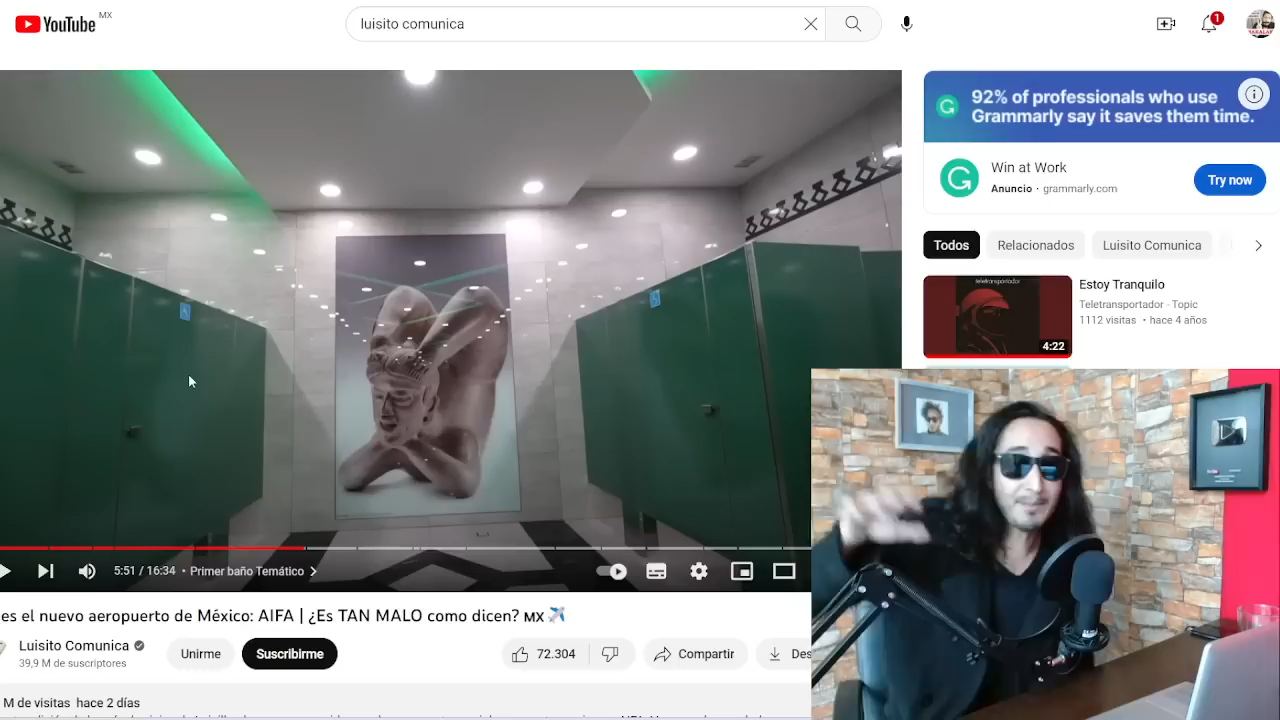 YouTube MX
luisito comunica
1
92% of professionals who use
Grammarly say it saves them time.
Win at Work
Anuncio · grammarly.com
Try now
Todos
Relacionados
Luisito Comunica
Estoy Tranquilo
Teletransportador - Topic
1112 visitas • hace 4 años
teletransportador
4:22
5:51 / 16:34 • Primer baño Temático
es el nuevo aeropuerto de México: AIFA | ¿Es TAN MALO como dicen? MX
Luisito Comunica
39,9 M de suscriptores
Unirme
Suscribirme
72.304
Compartir
Des
M de visitas hace 2 días